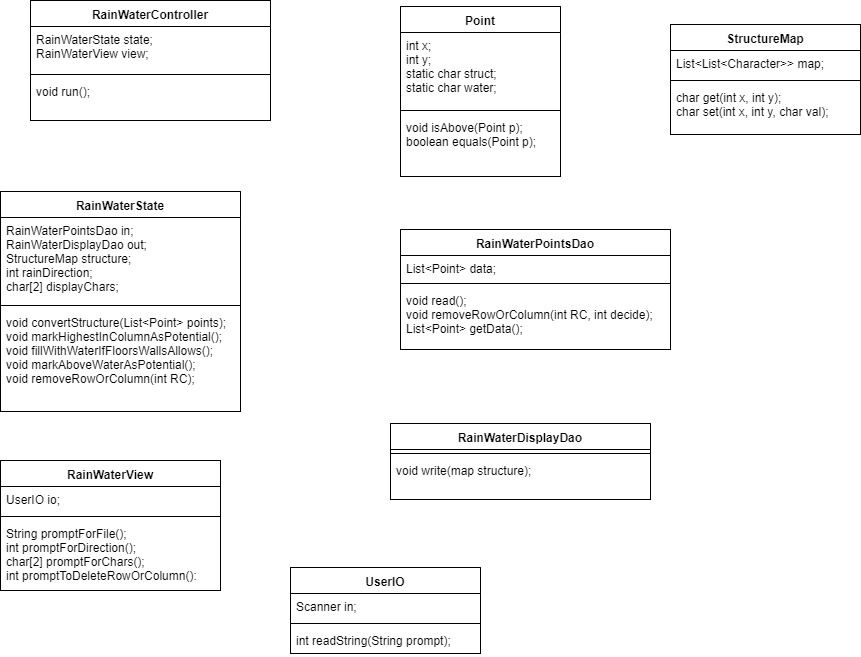 RainWaterController
RainWaterState state;
RainWaterView view;
void run();
Point
int x;
int y;
static char struct;
static char water;
void isAbove(Point p);
boolean equals(Point p);
StructureMap
List<List<Character>> map;
char get(int x, int y);
char set(int x, int y, char val);
RainWaterState
RainWaterPointsDao in;
RainWaterDisplayDao out;
StructureMap structure;
int rainDirection;
char[2] displayChars;
void convertStructure(List<Point> points);
void markHighestInColumnAsPotential();
void fillWithWaterIfFloorsWallsAllows();
void markAboveWaterAsPotential();
void removeRowOrColumn(int RC);
RainWaterPointsDao
List<Point> data;
void read();
void removeRowOrColumn(int RC, int decide);
List<Point> getData();
RainWaterDisplayDao
void write(map structure);
RainWaterView
UserIO io;
String promptForFile();
int promptForDirection();
char[2] promptForChars();
int promptToDeleteRowOrColumn():
UserIO
Scanner in;
int readString(String prompt);